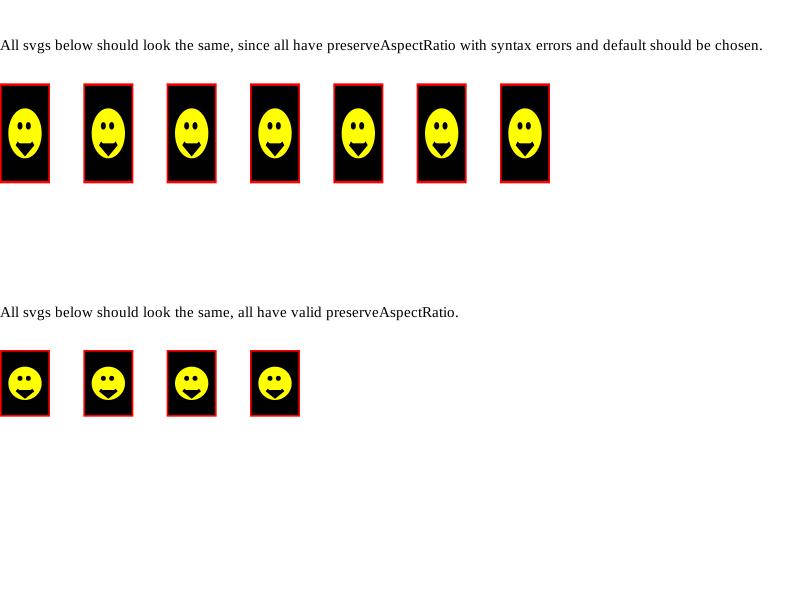 All svgs below should look the same, since all have preserveAspectRatio with syntax errors and default should be chosen.
All svgs below should look the same, all have valid preserveAspectRatio.